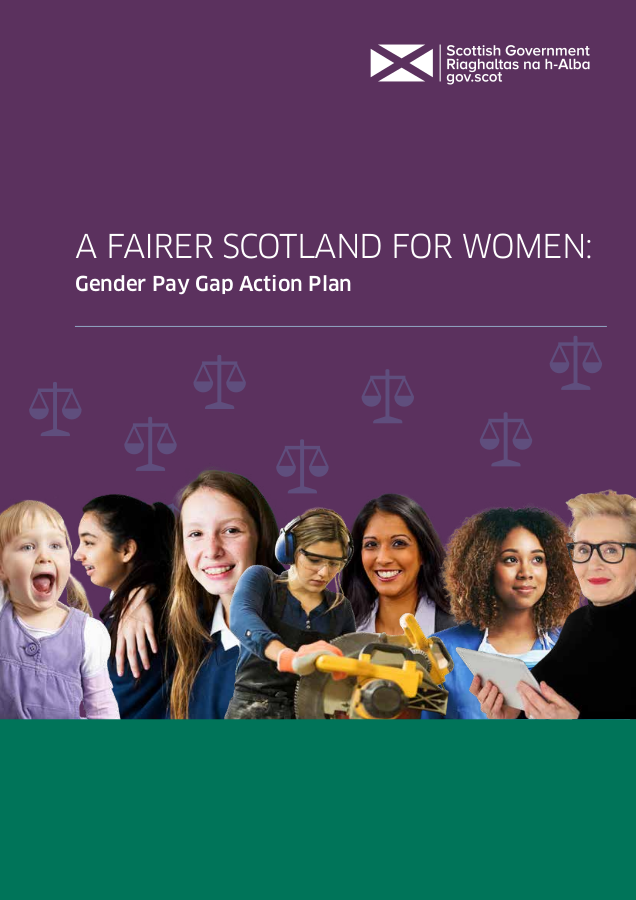 Scottish Government
Riaghaltas na h-Alba
gov.scot
A FAIRER SCOTLAND FOR WOMEN:
Gender Pay Gap Action Plan